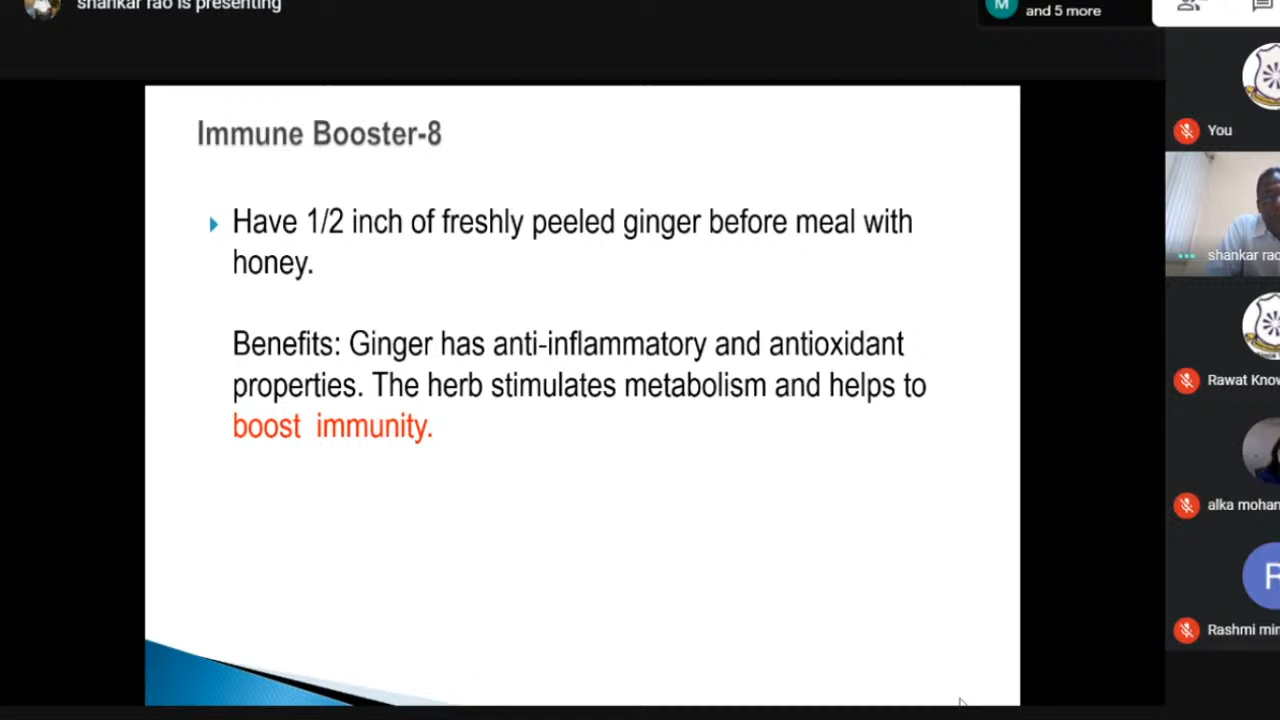 shankar rao is presenting
M
and 5 more
Immune Booster-8
Have 1/2 inch of freshly peeled ginger before meal with
honey.
Benefits: Ginger has anti-inflammatory and antioxidant
properties. The herb stimulates metabolism and helps to
boost immunity.
You
shankar rao
Rawat Know
alka mohan
R
Rashmi